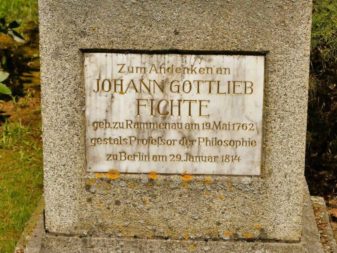 Zum Andenken an
JOHANN GOTTLIEB
FICHTE
geb. zu Rammenau am 19. Mai 1762
gest. als Professor der Philosophie
zu Berlin am 29. Januar 1814